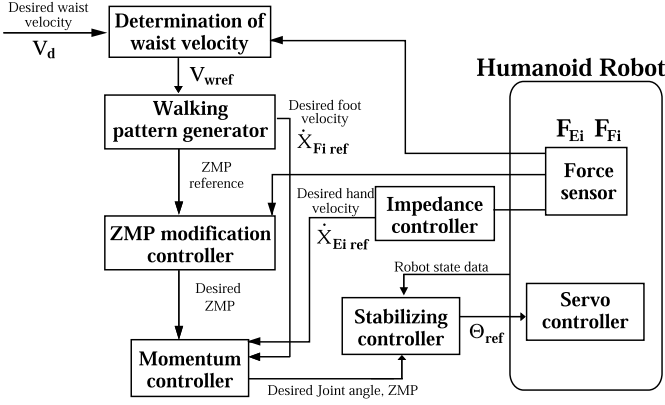 Desired waist
velocity
V_d
Determination of
waist velocity
V_wref
Humanoid Robot
Walking
pattern generator
Desired foot
velocity
Ẋ_Fi ref
F_Ei F_Fi
Force
sensor
ZMP
reference
Desired hand
velocity
Ẋ_Ei ref
Impedance
controller
ZMP modification
controller
Robot state data
Desired
ZMP
Stabilizing
controller
Θ_ref
Servo
controller
Momentum
controller
Desired Joint angle, ZMP